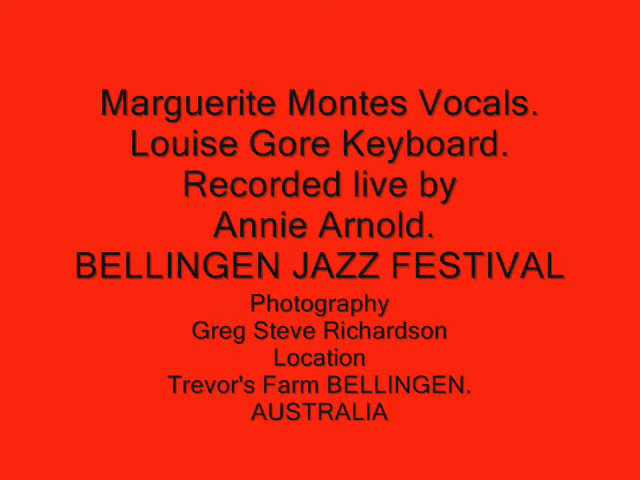 Marguerite Montes Vocals.
Louise Gore Keyboard.
Recorded live by
Annie Arnold.
BELLINGEN JAZZ FESTIVAL
Photography
Greg Steve Richardson
Location
Trevor's Farm BELLINGEN.
AUSTRALIA